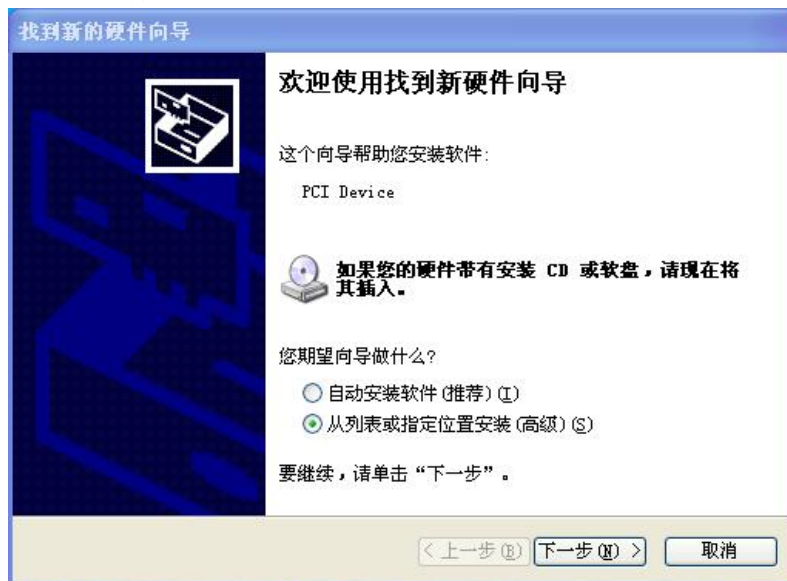 找到新的硬件向导
欢迎使用找到新硬件向导
这个向导帮助您安装软件:
PCI Device
如果您的硬件带有安装 CD 或软盘，请现在将
其插入。
您期望向导做什么?
自动安装软件(推荐)(I)
从列表或指定位置安装(高级)(S)
要继续，请单击“下一步”。
< 上一步(B) 下一步(N) > 取消